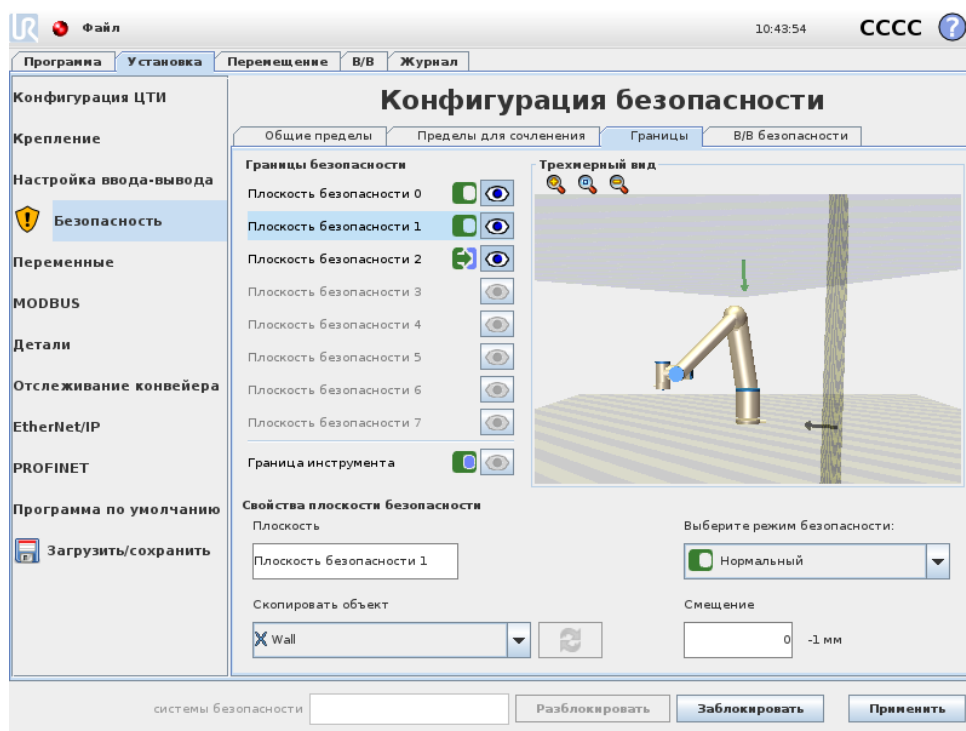 UR Файл 10:43:54 CCCC ?
Программа Установка Перемещение В/В Журнал
Конфигурация ЦТИ
Крепление
Настройка ввода-вывода
Безопасность
Переменные
MODBUS
Детали
Отслеживание конвейера
EtherNet/IP
PROFINET
Программа по умолчанию
Загрузить/сохранить
Конфигурация безопасности
Общие пределы Пределы для сочленения Границы В/В безопасности
Границы безопасности
Плоскость безопасности 0
Плоскость безопасности 1
Плоскость безопасности 2
Плоскость безопасности 3
Плоскость безопасности 4
Плоскость безопасности 5
Плоскость безопасности 6
Плоскость безопасности 7
Граница инструмента
Трехмерный вид
Свойства плоскости безопасности
Плоскость
Плоскость безопасности 1
Скопировать объект
Wall
Выберите режим безопасности:
Нормальный
Смещение
0 -1 мм
системы безопасности Разблокировать Заблокировать Применить